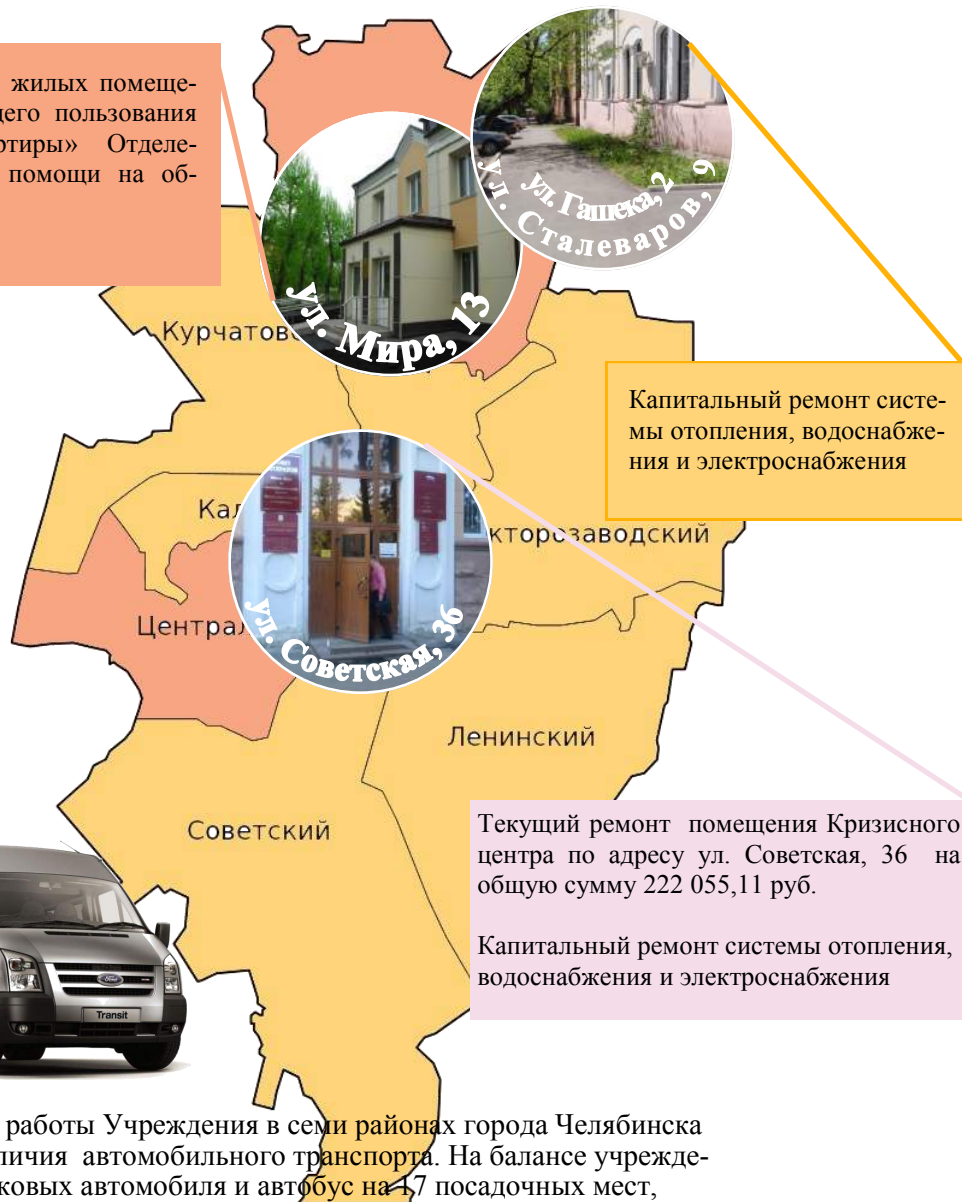 жилых помеще-
щего пользования
ртиры» Отделе-
помощи на об-
ул. Гашека, 2
ул. Сталеваров, 9
ул. Мира, 13
Курчатов
Капитальный ремонт систе-
мы отопления, водоснабже-
ния и электроснабжения
Кал
кторозаводский
Централ
ул. Советская, 36
Ленинский
Советский
Текущий ремонт помещения Кризисного
центра по адресу ул. Советская, 36 на
общую сумму 222 055,11 руб.
Капитальный ремонт системы отопления,
водоснабжения и электроснабжения
Ford
Transit
работы Учреждения в семи районах города Челябинска
личия автомобильного транспорта. На балансе учрежде-
ковых автомобиля и автобус на 17 посадочных мест,